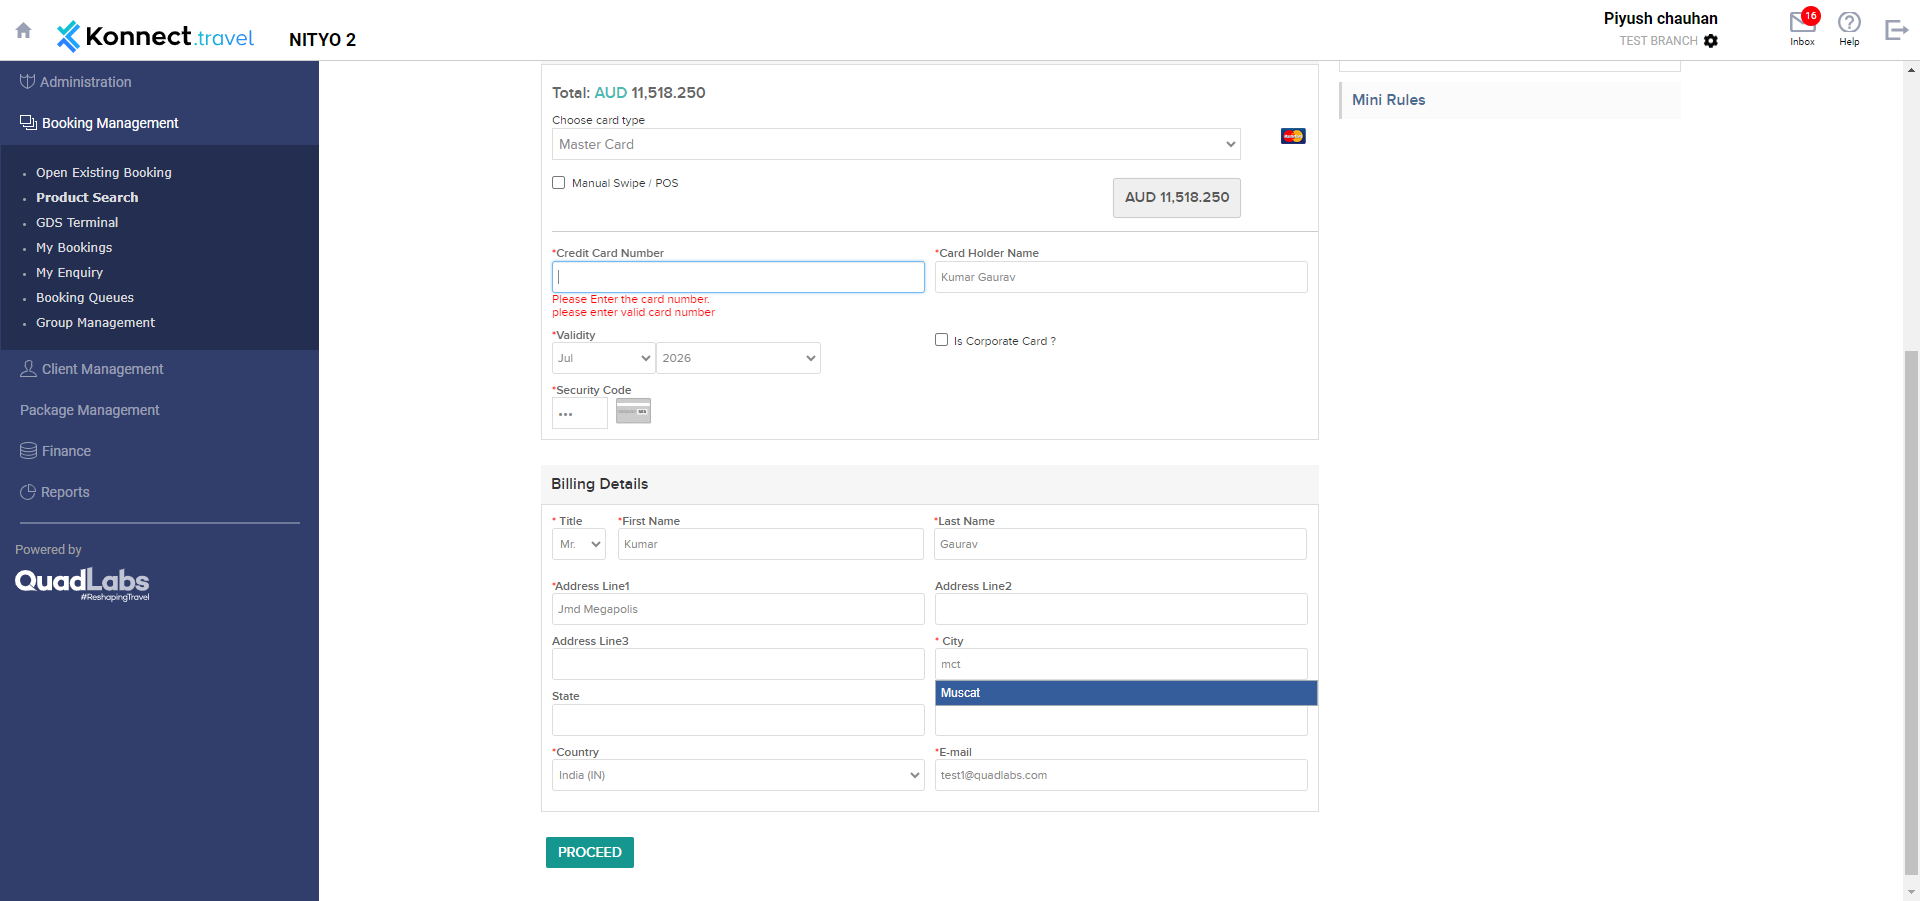 Konnect.travel
NITYO 2
Piyush chauhan
TEST BRANCH
16
Inbox
Help
Administration
Booking Management
Open Existing Booking
Product Search
GDS Terminal
My Bookings
My Enquiry
Booking Queues
Group Management
Client Management
Package Management
Finance
Reports
Powered by
QuadLabs
#ReshapingTravel
Total: AUD 11,518.250
Choose card type
Master Card
Manual Swipe / POS
AUD 11,518.250
*Credit Card Number
*Card Holder Name
Kumar Gaurav
Please Enter the card number.
please enter valid card number
*Validity
Jul
2026
Is Corporate Card ?
*Security Code
•••
Billing Details
* Title
*First Name
*Last Name
Mr.
Kumar
Gaurav
*Address Line1
Address Line2
Jmd Megapolis
Address Line3
* City
mct
Muscat
State
*Country
*E-mail
India (IN)
test1@quadlabs.com
PROCEED
Mini Rules